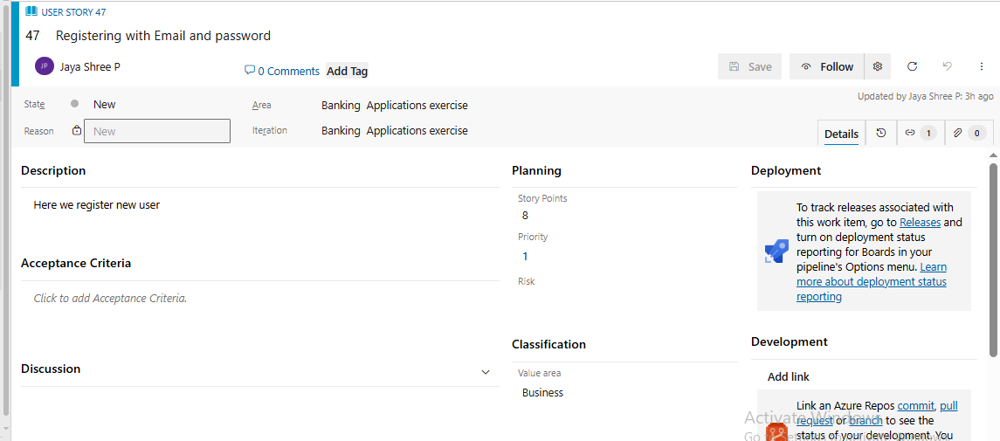 USER STORY 47
47 Registering with Email and password
JP Jaya Shree P
0 Comments Add Tag
Save
Follow
State New
Area Banking Applications exercise
Updated by Jaya Shree P: 3h ago
Reason New
Iteration Banking Applications exercise
Details 1 0
Description
Here we register new user
Acceptance Criteria
Click to add Acceptance Criteria.
Discussion
Planning
Story Points
8
Priority
1
Risk
Classification
Value area
Business
Deployment
To track releases associated with
this work item, go to Releases and
turn on deployment status
reporting for Boards in your
pipeline's Options menu. Learn
more about deployment status
reporting
Development
Add link
Link an Azure Repos commit, pull
request or branch to see the
status of your development. You
Activate Windows
Go to Settings to activate Windows.